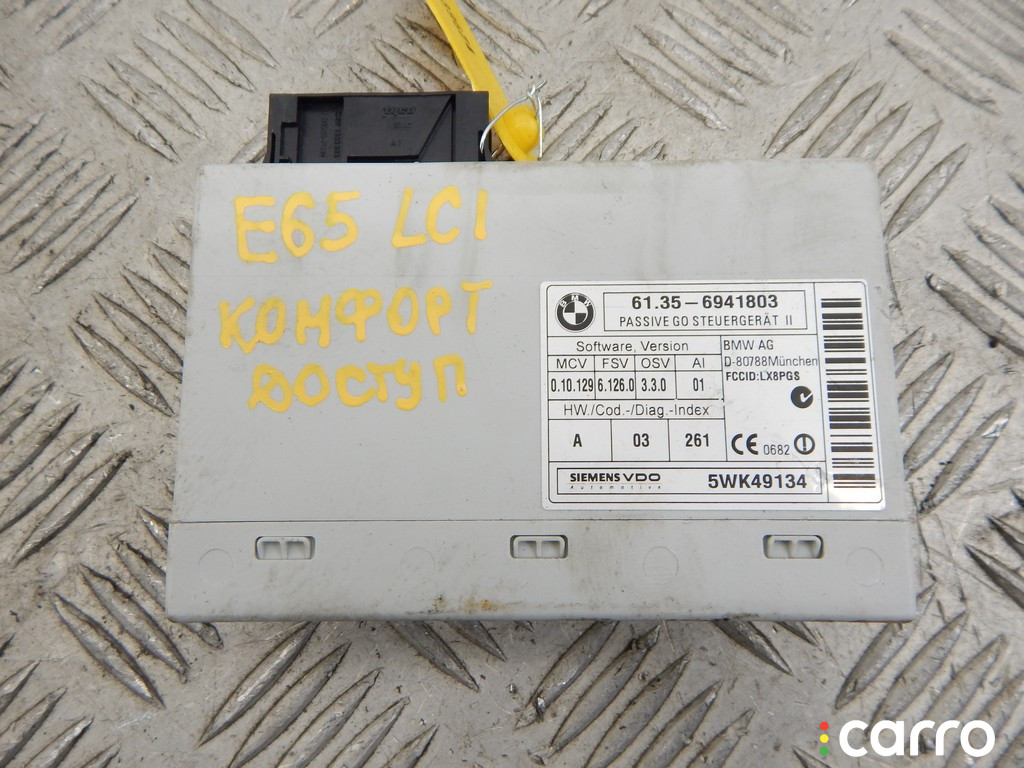 E65 LCI
КОМФОРТ
ДОСТУП
BMW
61.35-6941803
PASSIVE GO STEUERGERÄT II
Software, Version
MCV FSV OSV AI
0.10.129 6.126.0 3.3.0 01
HW./Cod.-/Diag.-Index
A 03 261
BMW AG
D-80788München
FCCID:LX8PGS
CE 0682
SIEMENS VDO
Automotive
5WK49134
carro